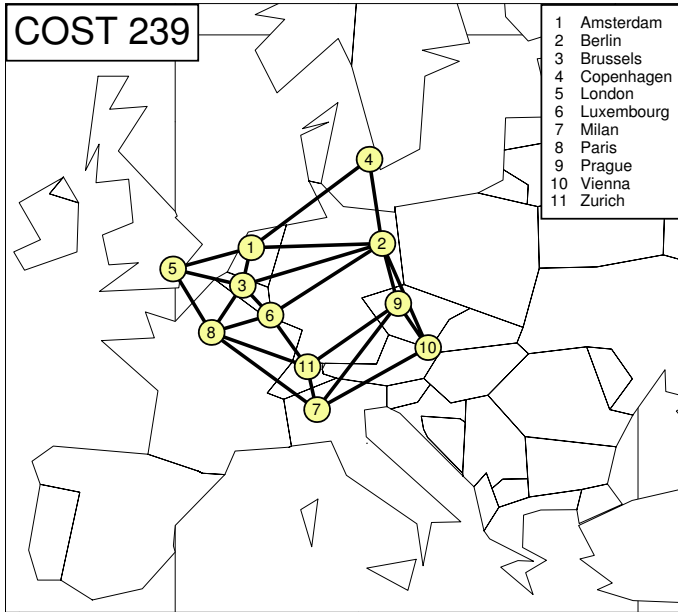 COST 239
1 Amsterdam
2 Berlin
3 Brussels
4 Copenhagen
5 London
6 Luxembourg
7 Milan
8 Paris
9 Prague
10 Vienna
11 Zurich
4
1
2
5
3
9
6
8
10
11
7